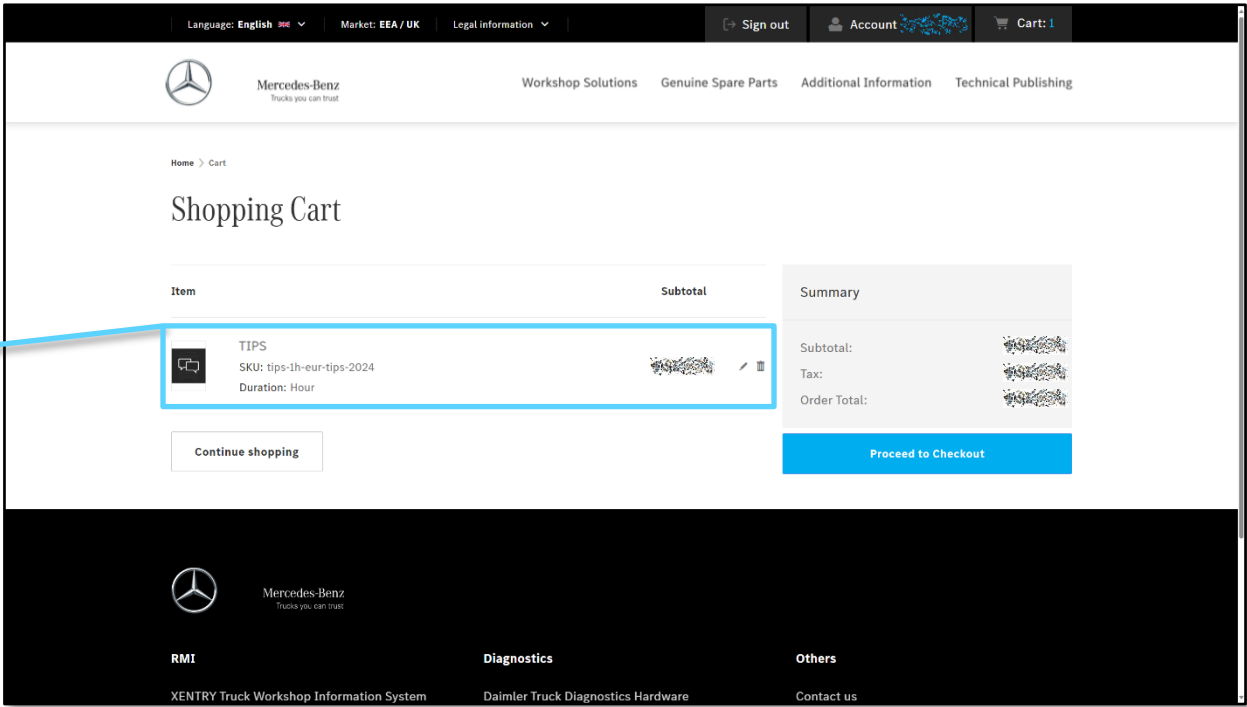 Language: English
Market: EEA / UK
Legal information
Sign out
Account
Cart: 1
Mercedes-Benz
Trucks you can trust
Workshop Solutions
Genuine Spare Parts
Additional Information
Technical Publishing
Home > Cart
Shopping Cart
Item
Subtotal
TIPS
SKU: tips-1h-eur-tips-2024
Duration: Hour
Continue shopping
Summary
Subtotal:
Tax:
Order Total:
Proceed to Checkout
Mercedes-Benz
Trucks you can trust
RMI
Diagnostics
Others
XENTRY Truck Workshop Information System
Daimler Truck Diagnostics Hardware
Contact us